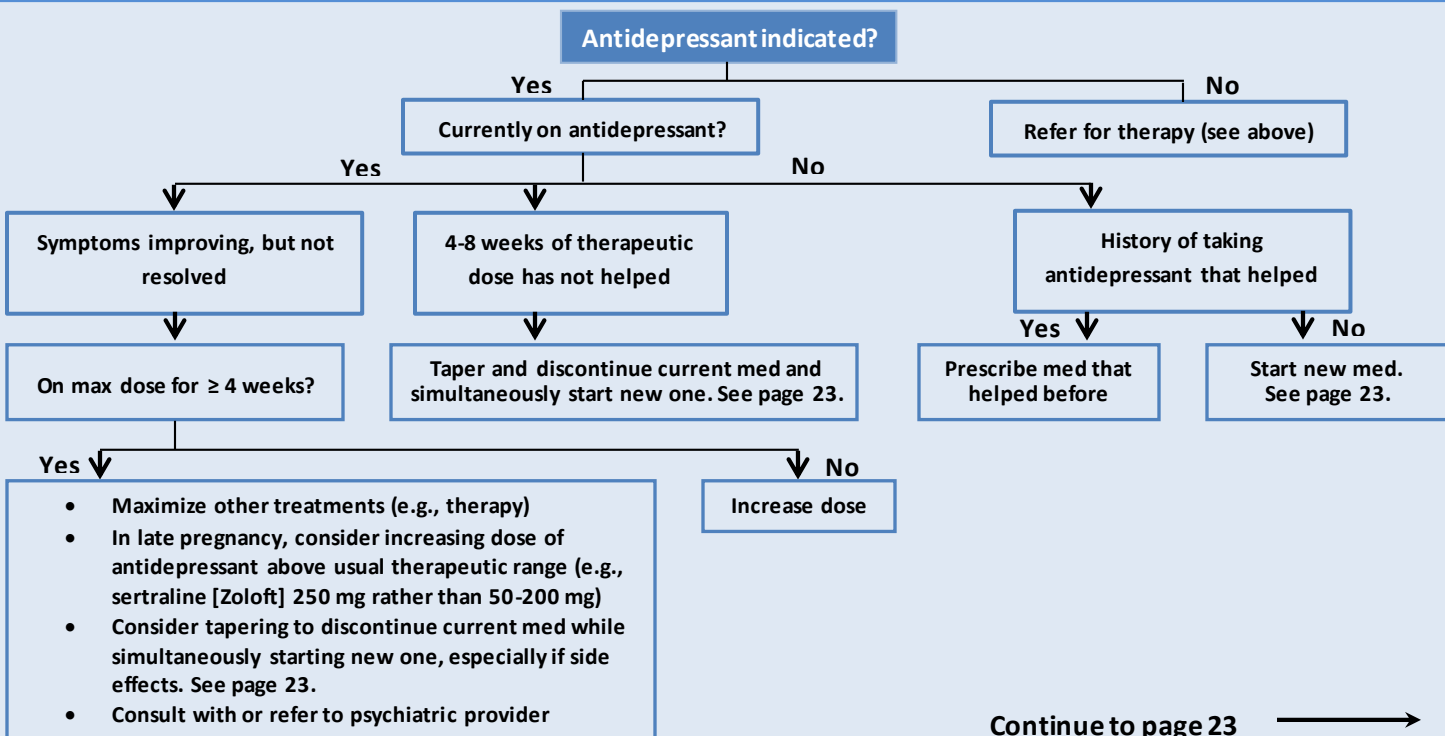 Antidepressant indicated?
Yes
No
Currently on antidepressant?
Refer for therapy (see above)
Yes
No
Symptoms improving, but not
resolved
4-8 weeks of therapeutic
dose has not helped
History of taking
antidepressant that helped
Yes
No
On max dose for ≥ 4 weeks?
Taper and discontinue current med and
simultaneously start new one. See page 23.
Prescribe med that
helped before
Start new med.
See page 23.
Yes
No
• Maximize other treatments (e.g., therapy)
• In late pregnancy, consider increasing dose of
antidepressant above usual therapeutic range (e.g.,
sertraline [Zoloft] 250 mg rather than 50-200 mg)
• Consider tapering to discontinue current med while
simultaneously starting new one, especially if side
effects. See page 23.
• Consult with or refer to psychiatric provider
Increase dose
Continue to page 23